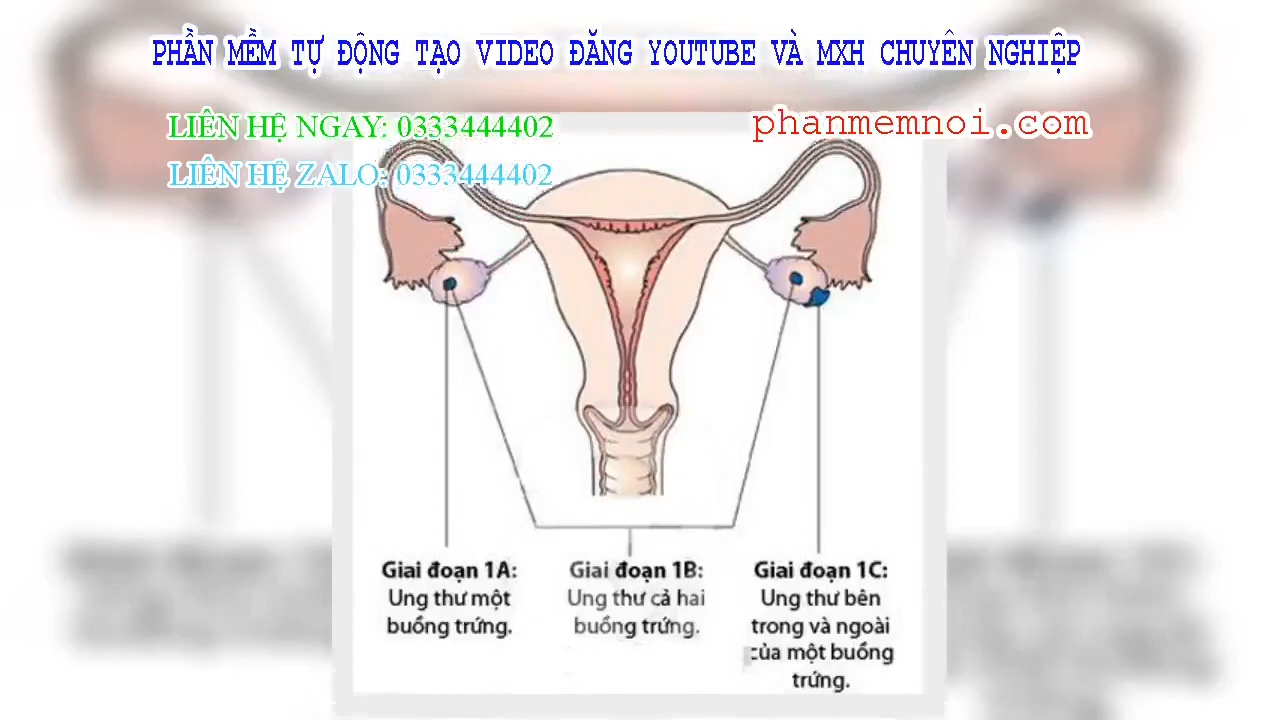 PHẦN MỀM TỰ ĐỘNG TẠO VIDEO ĐĂNG YOUTUBE VÀ MXH CHUYÊN NGHIỆP
LIÊN HỆ NGAY: 0333444402
phanmemnoi.com
LIÊN HỆ ZALO: 0333444402
Giai đoạn 1A:
Ung thư một
buồng trứng.
Giai đoạn 1B:
Ung thư cả hai
buồng trứng.
Giai đoạn 1C:
Ung thư bên
trong và ngoài
của một buồng
trứng.